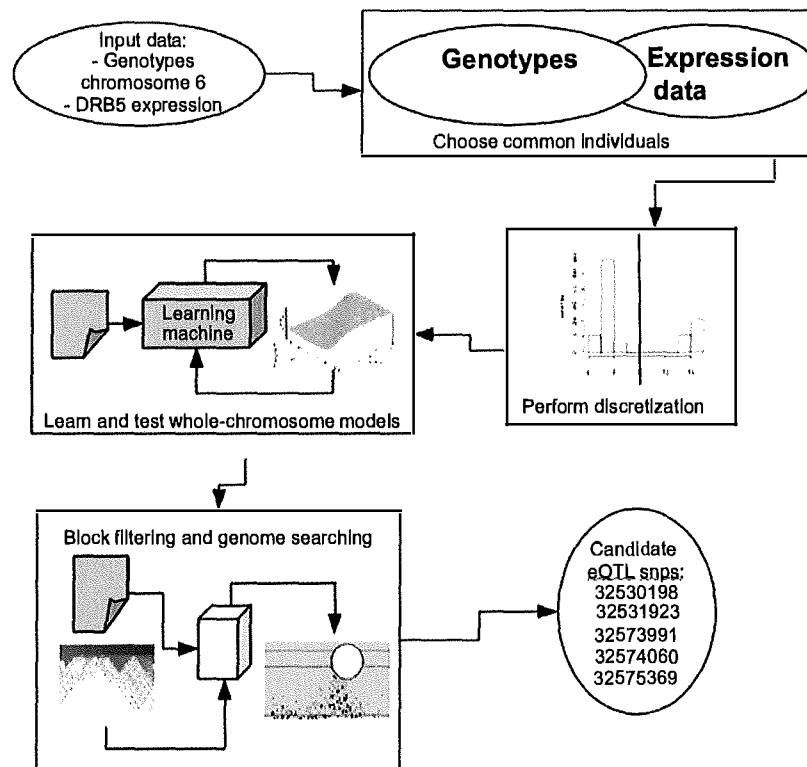 Input data:
- Genotypes
chromosome 6
- DRB5 expression
Genotypes
Expression
data
Choose common individuals
Learning
machine
Learn and test whole-chromosome models
Perform discretization
Block filtering and genome searching
Candidate
eQTL snps:
32530198
32531923
32573991
32574060
32575369